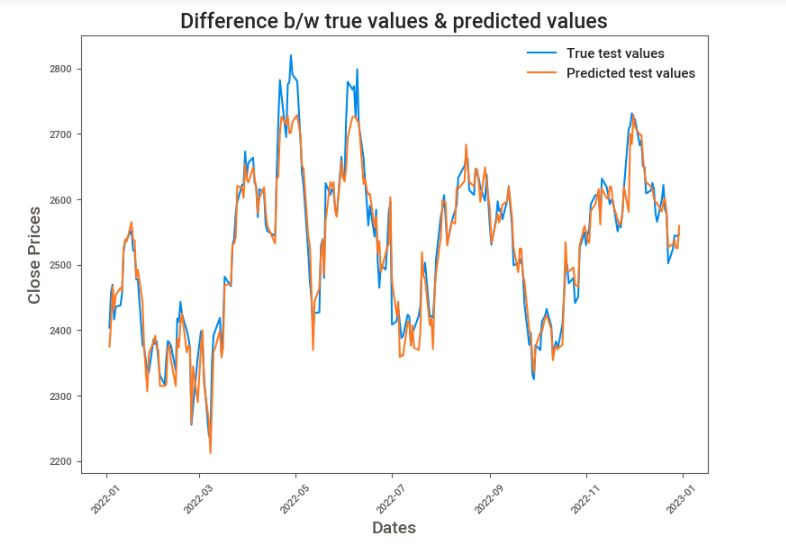 Difference b/w true values & predicted values
True test values
Predicted test values
2800
2700
2600
2500
2400
2300
2200
Close Prices
2022-01
2022-03
2022-05
2022-07
2022-09
2022-11
2023-01
Dates